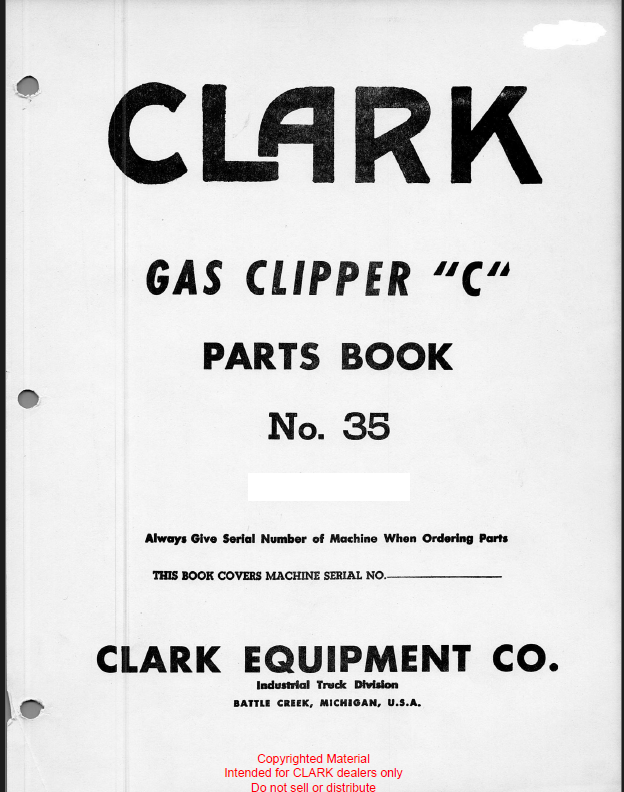 CLARK
GAS CLIPPER "C"
PARTS BOOK
No. 35
Always Give Serial Number of Machine When Ordering Parts
THIS BOOK COVERS MACHINE SERIAL NO.
CLARK EQUIPMENT CO.
Industrial Truck Division
BATTLE CREEK, MICHIGAN, U.S.A.
Copyrighted Material
Intended for CLARK dealers only
Do not sell or distribute